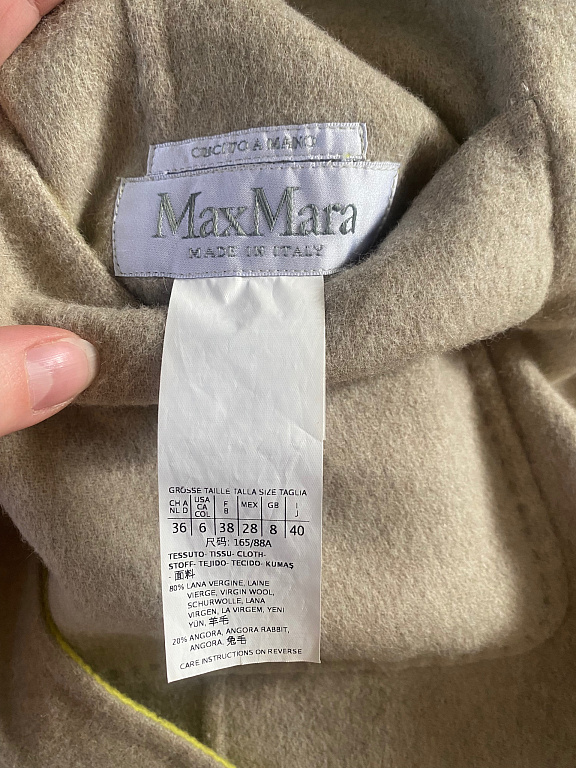 CUCITO A MANO
MaxMara
MADE IN ITALY
GRÖSSE TAILLE TALLA SIZE TAGLIA
CH A NL D USA CA COL F B MEX GB I J
36 6 38 28 8 40
尺码: 165/88A
TESSUTO- TISSU- CLOTH-
STOFF- TEJIDO- TECIDO- KUMAŞ
- 面料
80% LANA VERGINE, LAINE
VIERGE, VIRGIN WOOL,
SCHURWOLLE, LANA
VIRGEN, LA VIRGEM, YENI
YÜN, 羊毛
20% ANGORA, ANGORA RABBIT,
ANGORA, 兔毛
CARE INSTRUCTIONS ON REVERSE